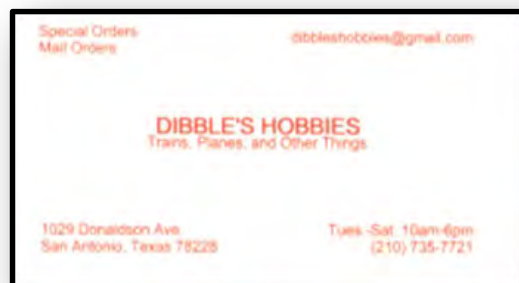 Special Orders
Mail Orders
dibbleshobbies@gmail.com
DIBBLE'S HOBBIES
Trains, Planes, and Other Things
1029 Donaldson Ave
San Antonio, Texas 78228
Tues -Sat 10am-6pm
(210) 735-7721